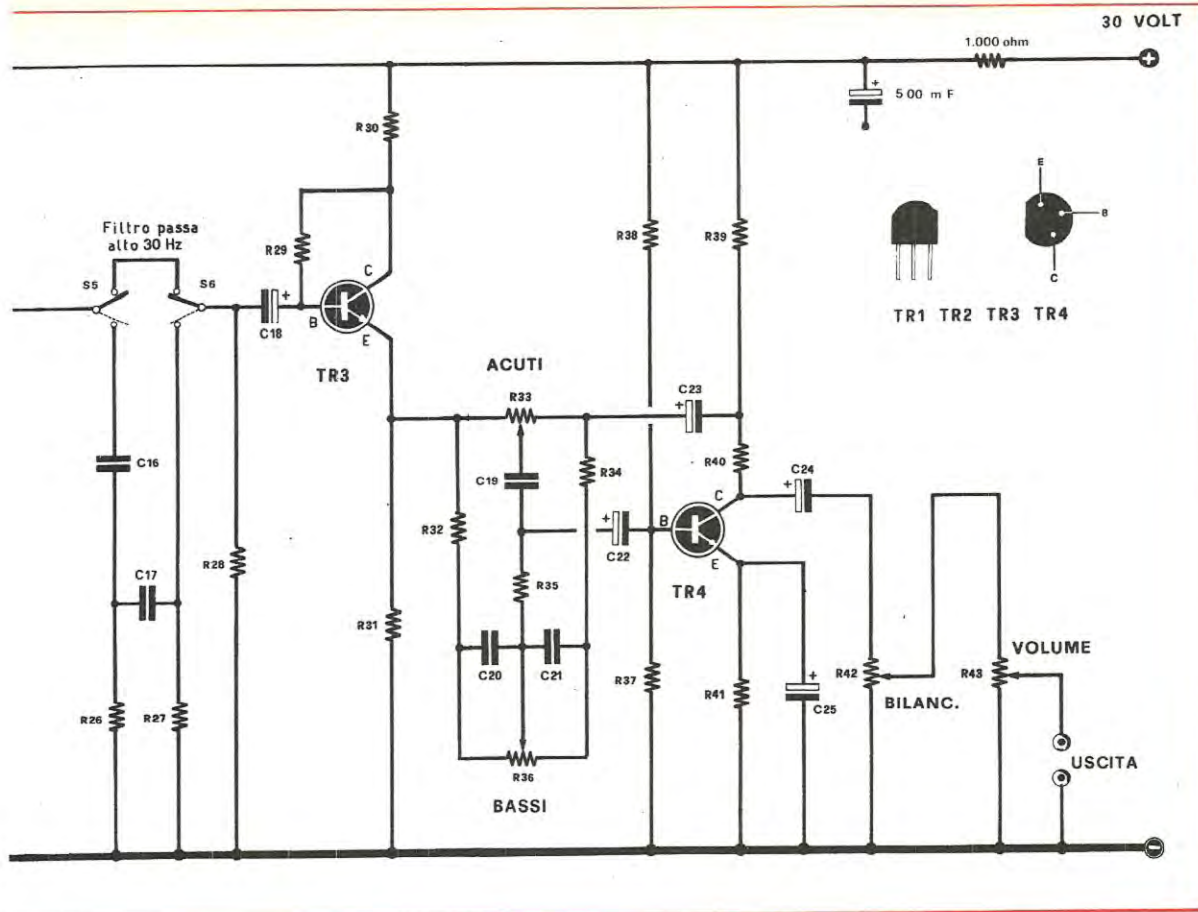 30 VOLT
1.000 ohm
+
+
500 mF
R30
E
B
C
Filtro passa
alto 30 Hz
R29
R38
R39
S5
S6
C
+
C18
B
E
TR1 TR2 TR3 TR4
TR3
ACUTI
C23
+
R33
R40
C24
+
C16
C19
R34
C
R32
+
B
C22
E
C17
R28
R35
TR4
R31
VOLUME
C20
C21
R37
R42
R43
R41
+
C25
BILANC.
R26
R27
USCITA
R36
BASSI
-